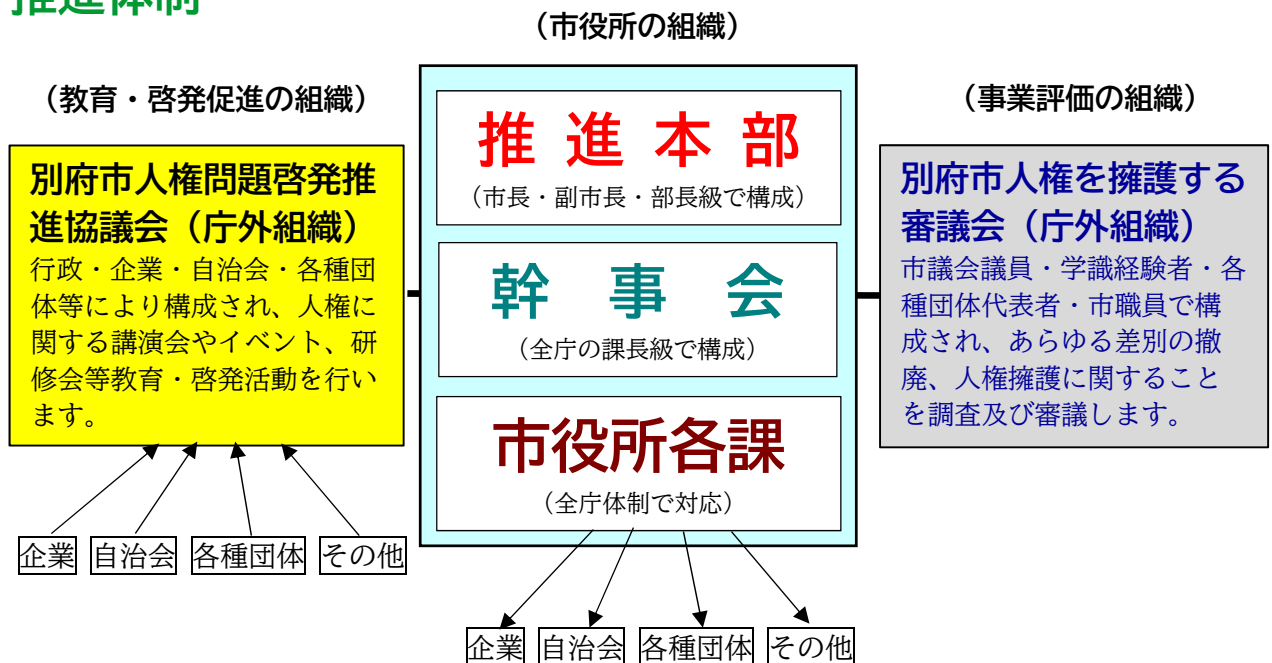 推進体制
（市役所の組織）
（教育・啓発促進の組織）
別府市人権問題啓発推
進協議会（庁外組織）
行政・企業・自治会・各種団
体等により構成され、人権に
関する講演会やイベント、研
修会等教育・啓発活動を行い
ます。
企業
自治会
各種団体
その他
推進本部
（市長・副市長・部長級で構成）
幹事会
（全庁の課長級で構成）
市役所各課
（全庁体制で対応）
企業
自治会
各種団体
その他
（事業評価の組織）
別府市人権を擁護する
審議会（庁外組織）
市議会議員・学識経験者・各
種団体代表者・市職員で構
成され、あらゆる差別の撤
廃、人権擁護に関すること
を調査及び審議します。